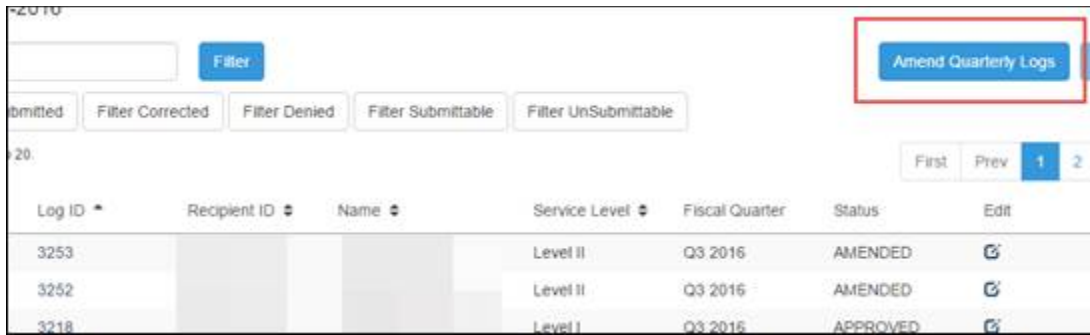 -2016
Filter
Amend Quarterly Logs
bmitted
Filter Corrected
Filter Denied
Filter Submittable
Filter UnSubmittable
20.
First
Prev
1
2
Log ID
Recipient ID
Name
Service Level
Fiscal Quarter
Status
Edit
3253 Level II Q3 2016 AMENDED
3252 Level II Q3 2016 AMENDED
3218 Level I Q3 2016 APPROVED